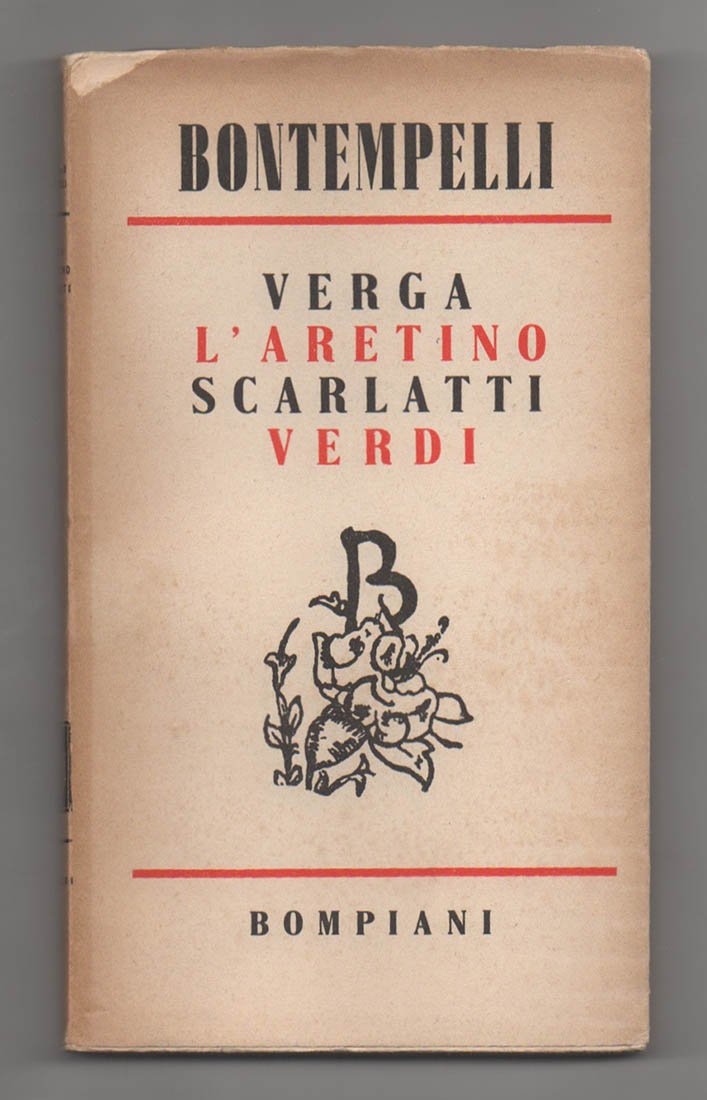 BONTEMPELLI
VERGA
L'ARETINO
SCARLATTI
VERDI
B
BOMPIANI